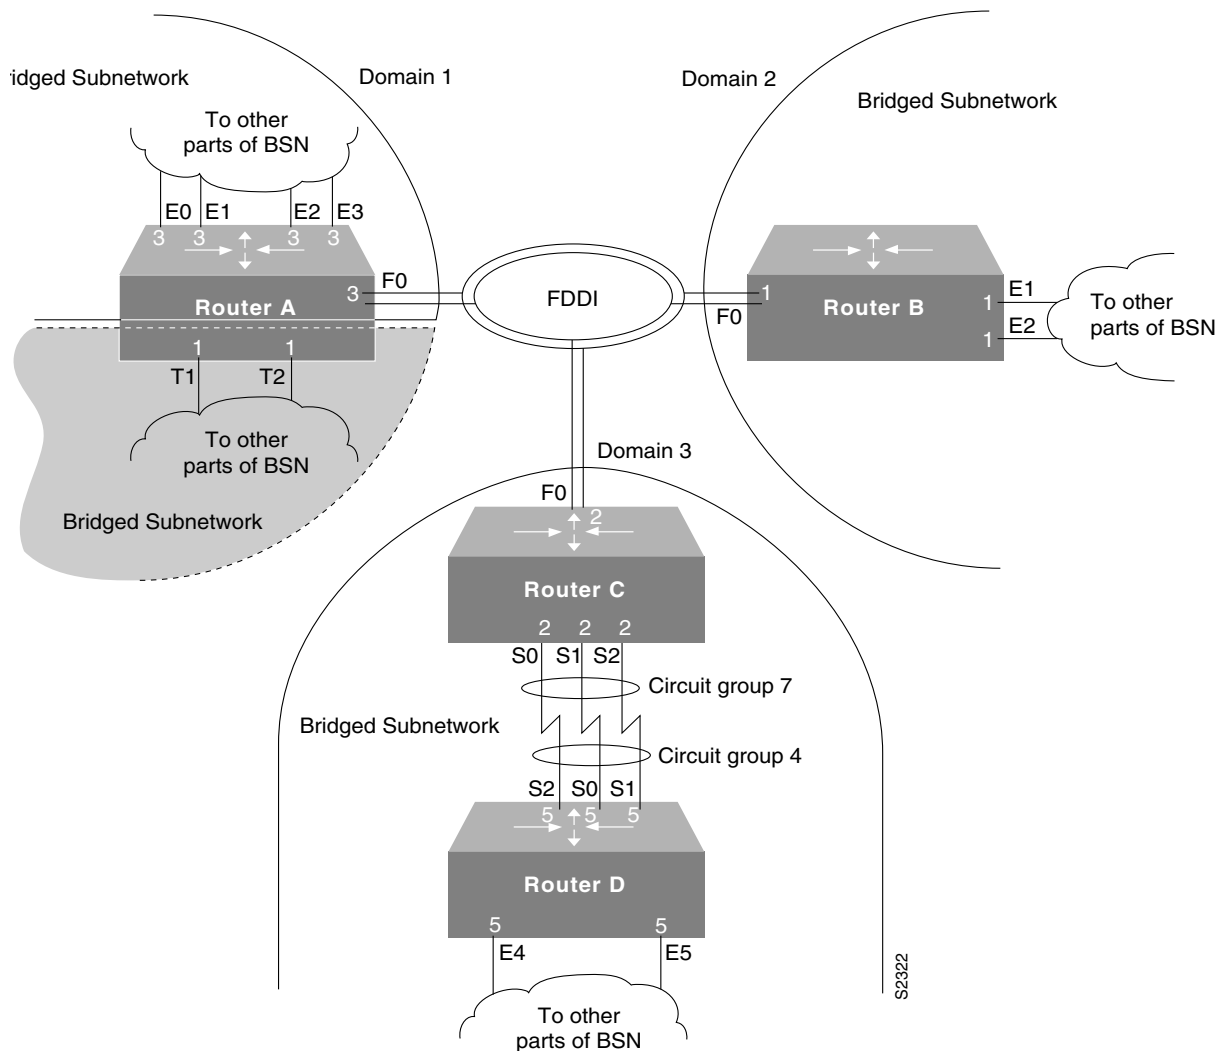 ridged Subnetwork
Domain 1
Domain 2
Bridged Subnetwork
To other
parts of BSN
E0 E1 E2 E3
3 3 3 3
Router A
3
F0
1 1
T1 T2
To other
parts of BSN
Bridged Subnetwork
FDDI
1
F0
Router B
1 E1
1 E2
To other
parts of BSN
Domain 3
F0
2
Router C
2 2 2
S0 S1 S2
Circuit group 7
Bridged Subnetwork
Circuit group 4
S2 S0 S1
5 5 5
Router D
5 5
E4 E5
To other
parts of BSN
S2322